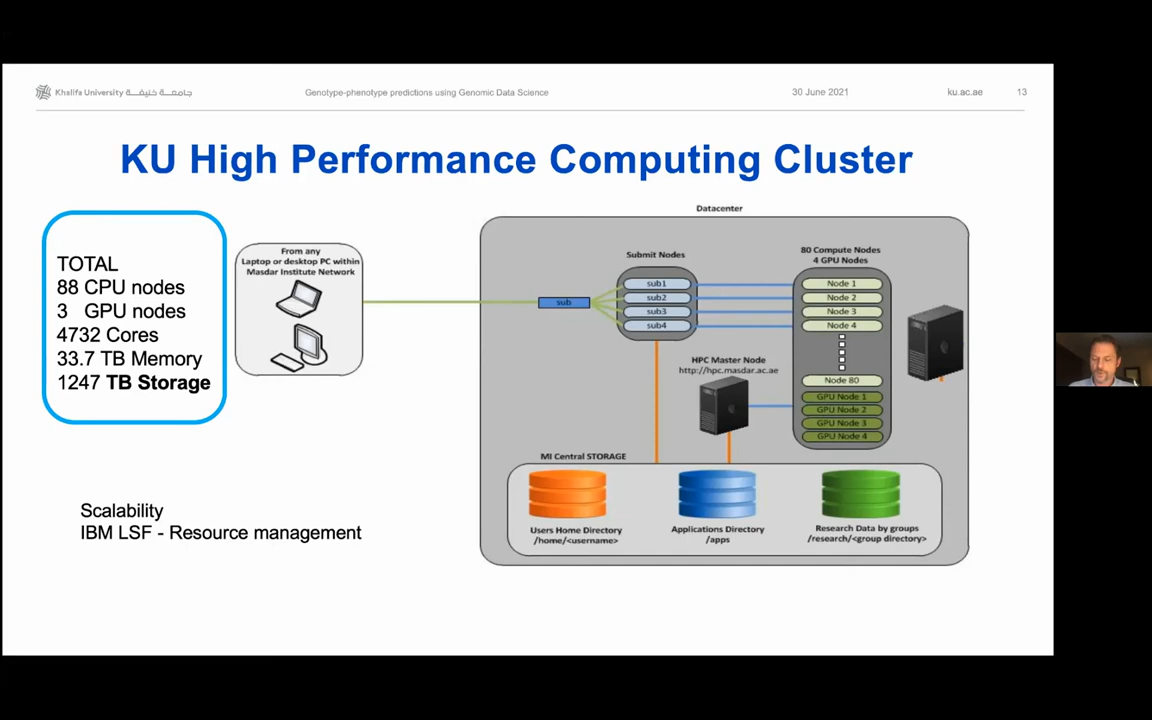 Khalifa University جامعة خليفة
Genotype-phenotype predictions using Genomic Data Science
30 June 2021
ku.ac.ae
13
KU High Performance Computing Cluster
TOTAL
88 CPU nodes
3 GPU nodes
4732 Cores
33.7 TB Memory
1247 TB Storage
Scalability
IBM LSF - Resource management
From any
Laptop or desktop PC within
Masdar Institute Network
Datacenter
sub
Submit Nodes
sub1
sub2
sub3
sub4
80 Compute Nodes
4 GPU Nodes
Node 1
Node 2
Node 3
Node 4
Node 80
GPU Node 1
GPU Node 2
GPU Node 3
GPU Node 4
HPC Master Node
http://hpc.masdar.ac.ae
MI Central STORAGE
Users Home Directory
/home/<username>
Applications Directory
/apps
Research Data by groups
/research/<group directory>